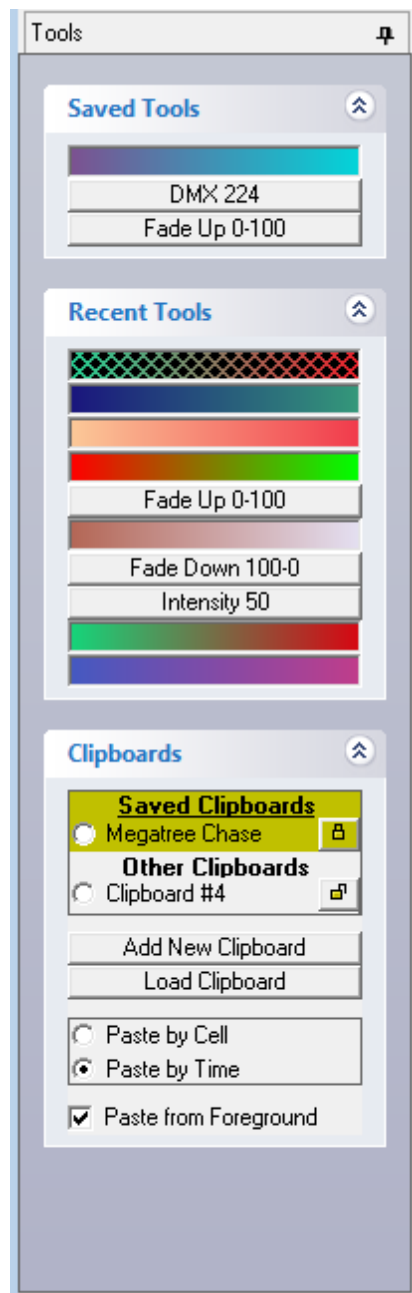 Tools
Saved Tools
DMX 224
Fade Up 0-100
Recent Tools
Fade Up 0-100
Fade Down 100-0
Intensity 50
Clipboards
Saved Clipboards
Megatree Chase
Other Clipboards
Clipboard #4
Add New Clipboard
Load Clipboard
Paste by Cell
Paste by Time
Paste from Foreground